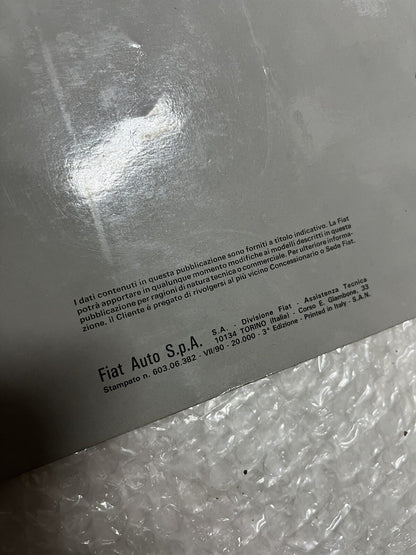 I dati contenuti in questa pubblicazione sono forniti a titolo indicativo. La Fiat
potrà apportare in qualunque momento modifiche ai modelli descritti in questa
pubblicazione per ragioni di natura tecnica o commerciale. Per ulteriore informa-
zione, il Cliente è pregato di rivolgersi al più vicino Concessionario o Sede Fiat.
Fiat Auto S.p.A.
S.A. - Divisione Fiat - Assistenza Tecnica
10134 TORINO (Italia) - Corso E. Giambone, 33
Stampato n. 603.06.382 - VII/90 - 20.000 - 3ª Edizione - Printed in Italy - S.A.N.